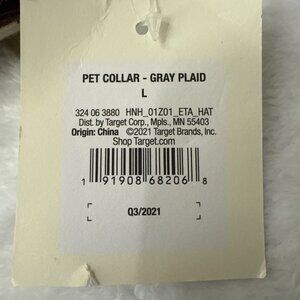 PET COLLAR - GRAY PLAID
L
324 06 3880 HNH_01Z01_ETA_HAT
Dist. by Target Corp., Mpls., MN 55403
Origin: China ©2021 Target Brands, Inc.
Shop Target.com
1 91908 68206 8
Q3/2021